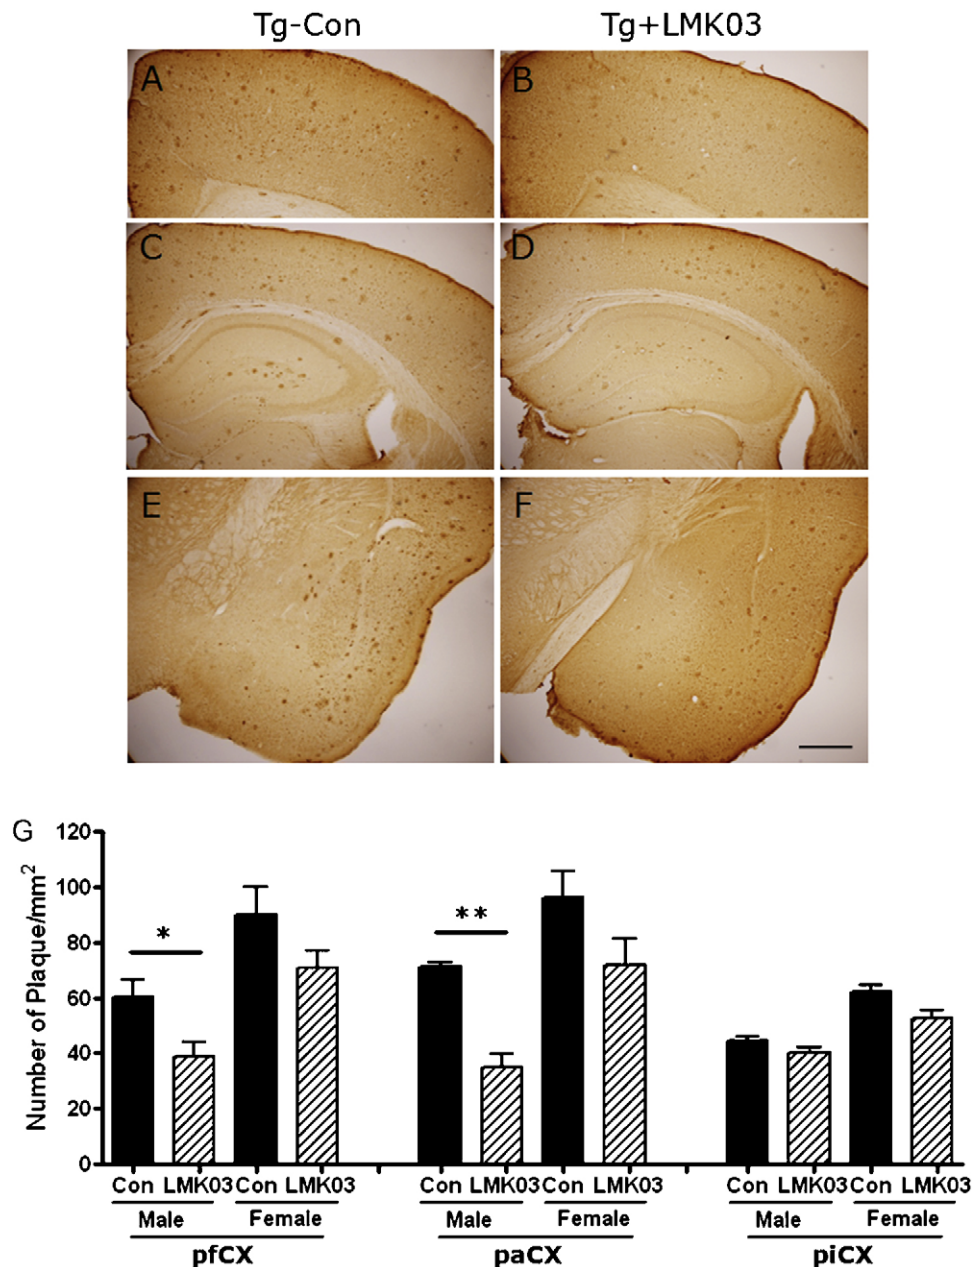 Tg-Con Tg+LMK03
A B
C D
E F
G
Number of Plaque/mm²
120
100
80
60
40
20
0
* **
Con LMK03 Con LMK03 Con LMK03 Con LMK03 Con LMK03 Con LMK03
Male Female Male Female Male Female
pfCX paCX piCX